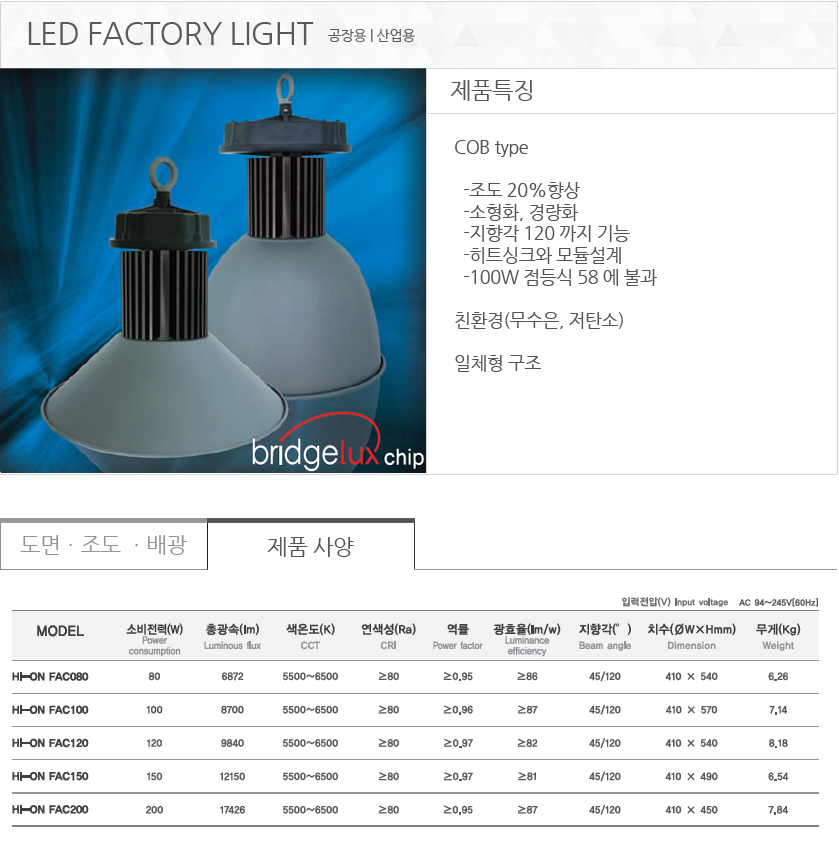 LED FACTORY LIGHT 공장용 | 산업용
제품특징
COB type
-조도 20%향상
-소형화, 경량화
-지향각 120 까지 기능
-히트싱크와 모듈설계
-100W 점등식 58 에 불과
친환경(무수은, 저탄소)
일체형 구조
bridgelux chip
도면 · 조도 · 배광
제품 사양
입력전압(V) Input voltage AC 94~245V[60Hz]
MODEL 소비전력(W) 총광속(lm) 색온도(K) 연색성(Ra) 역률 광효율(lm/w) 지향각(° ) 치수(ØW×Hmm) 무게(Kg)
Power consumption Luminous flux CCT CRI Power factor Luminance efficiency Beam angle Dimension Weight
HI-ON FAC080 80 6872 5500~6500 ≥80 ≥0.95 ≥86 45/120 410 × 540 6.26
HI-ON FAC100 100 8700 5500~6500 ≥80 ≥0.96 ≥87 45/120 410 × 570 7.14
HI-ON FAC120 120 9840 5500~6500 ≥80 ≥0.97 ≥82 45/120 410 × 540 8.18
HI-ON FAC150 150 12150 5500~6500 ≥80 ≥0.97 ≥81 45/120 410 × 490 6.54
HI-ON FAC200 200 17426 5500~6500 ≥80 ≥0.95 ≥87 45/120 410 × 450 7.84